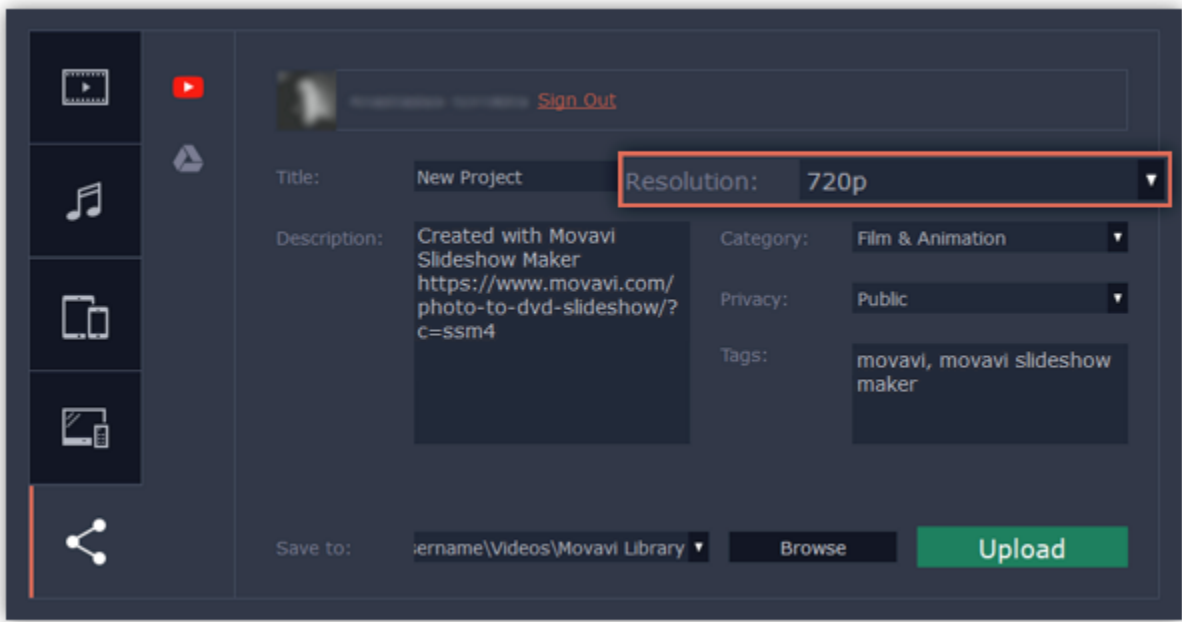 Sign Out
Title:
New Project
Resolution:
720p
Description:
Created with Movavi
Slideshow Maker
https://www.movavi.com/
photo-to-dvd-slideshow/?
c=ssm4
Category:
Film & Animation
Privacy:
Public
Tags:
movavi, movavi slideshow
maker
Save to:
sername\Videos\Movavi Library
Browse
Upload